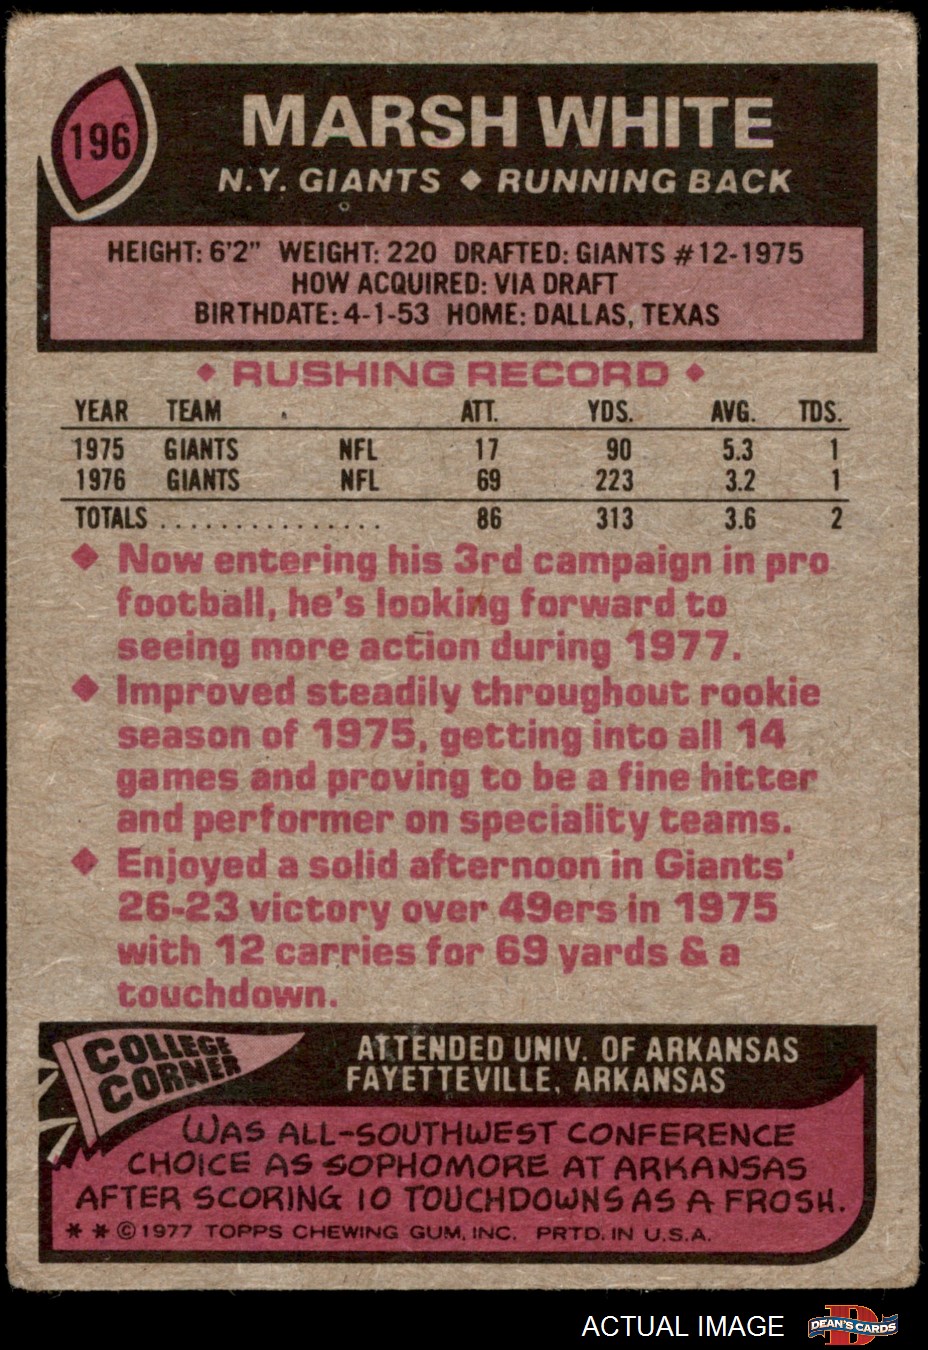 196
MARSH WHITE
N.Y. GIANTS ♦ RUNNING BACK
HEIGHT: 6'2" WEIGHT: 220 DRAFTED: GIANTS #12-1975
HOW ACQUIRED: VIA DRAFT
BIRTHDATE: 4-1-53 HOME: DALLAS, TEXAS
♦ RUSHING RECORD ♦
YEAR TEAM ATT. YDS. AVG. TDS.
1975 GIANTS NFL 17 90 5.3 1
1976 GIANTS NFL 69 223 3.2 1
TOTALS ............... 86 313 3.6 2
♦ Now entering his 3rd campaign in pro
football, he's looking forward to
seeing more action during 1977.
♦ Improved steadily throughout rookie
season of 1975, getting into all 14
games and proving to be a fine hitter
and performer on speciality teams.
♦ Enjoyed a solid afternoon in Giants'
26-23 victory over 49ers in 1975
with 12 carries for 69 yards & a
touchdown.
COLLEGE
CORNER
ATTENDED UNIV. OF ARKANSAS
FAYETTEVILLE, ARKANSAS
WAS ALL-SOUTHWEST CONFERENCE
CHOICE AS SOPHOMORE AT ARKANSAS
AFTER SCORING 10 TOUCHDOWNS AS A FROSH.
* * © 1977 TOPPS CHEWING GUM, INC. PRTD. IN U.S.A.
ACTUAL IMAGE
D
DEAN'S CARDS